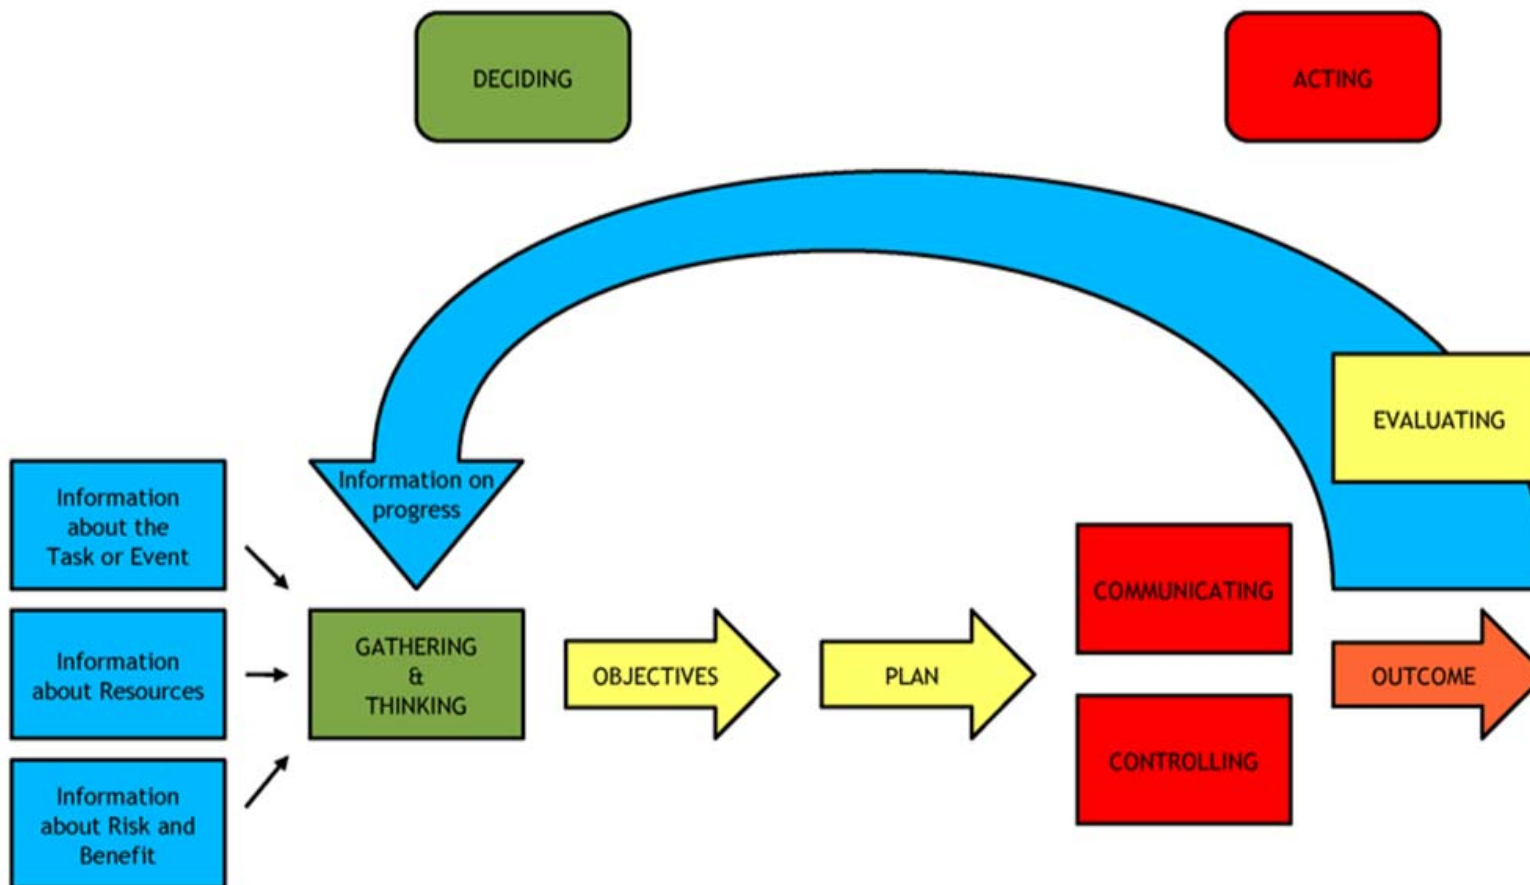 DECIDING
ACTING
EVALUATING
Information on
progress
Information
about the
Task or Event
Information
about Resources
Information
about Risk and
Benefit
GATHERING
&
THINKING
OBJECTIVES
PLAN
COMMUNICATING
CONTROLLING
OUTCOME